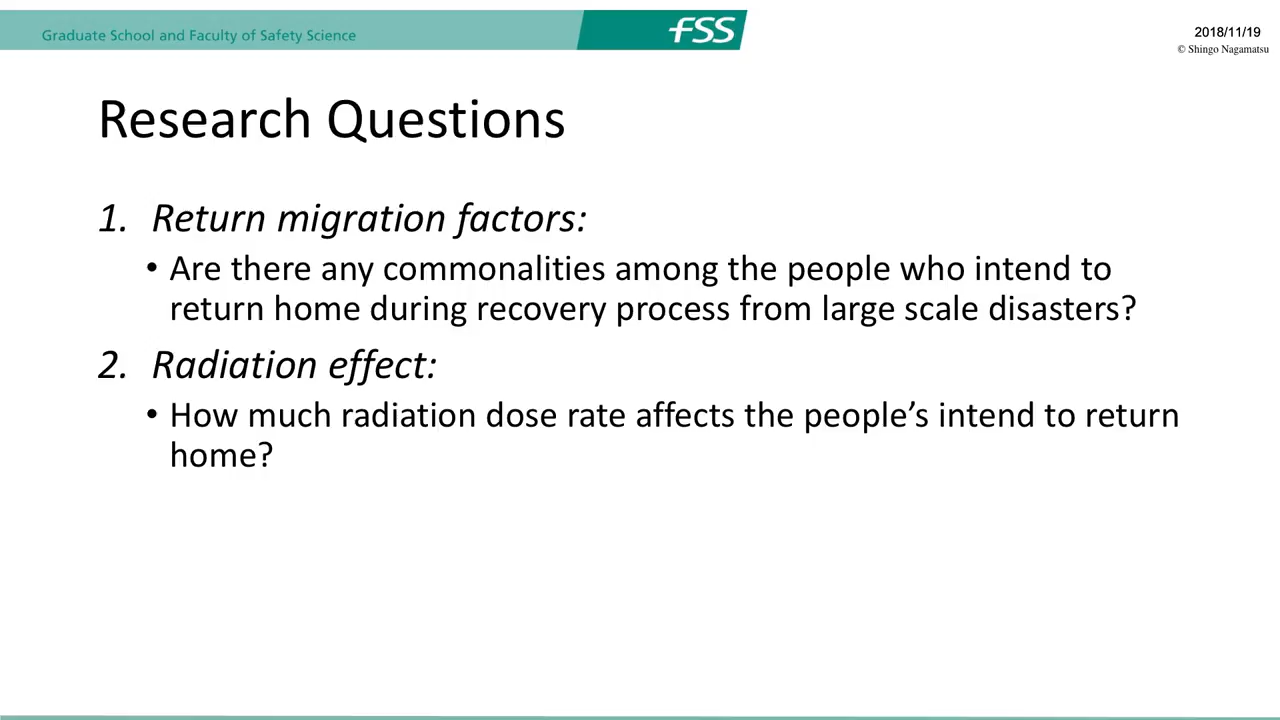 Graduate School and Faculty of Safety Science
FSS
2018/11/19
© Shingo Nagamatsu
Research Questions
1. Return migration factors:
• Are there any commonalities among the people who intend to
return home during recovery process from large scale disasters?
2. Radiation effect:
• How much radiation dose rate affects the people’s intend to return
home?